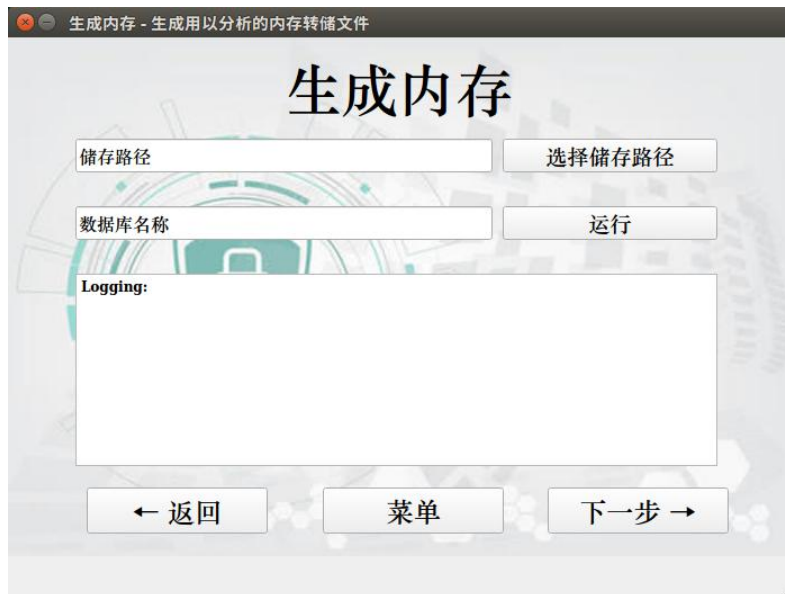 生成内存 - 生成用以分析的内存转储文件
生成内存
储存路径
选择储存路径
数据库名称
运行
Logging:
← 返回
菜单
下一步 →